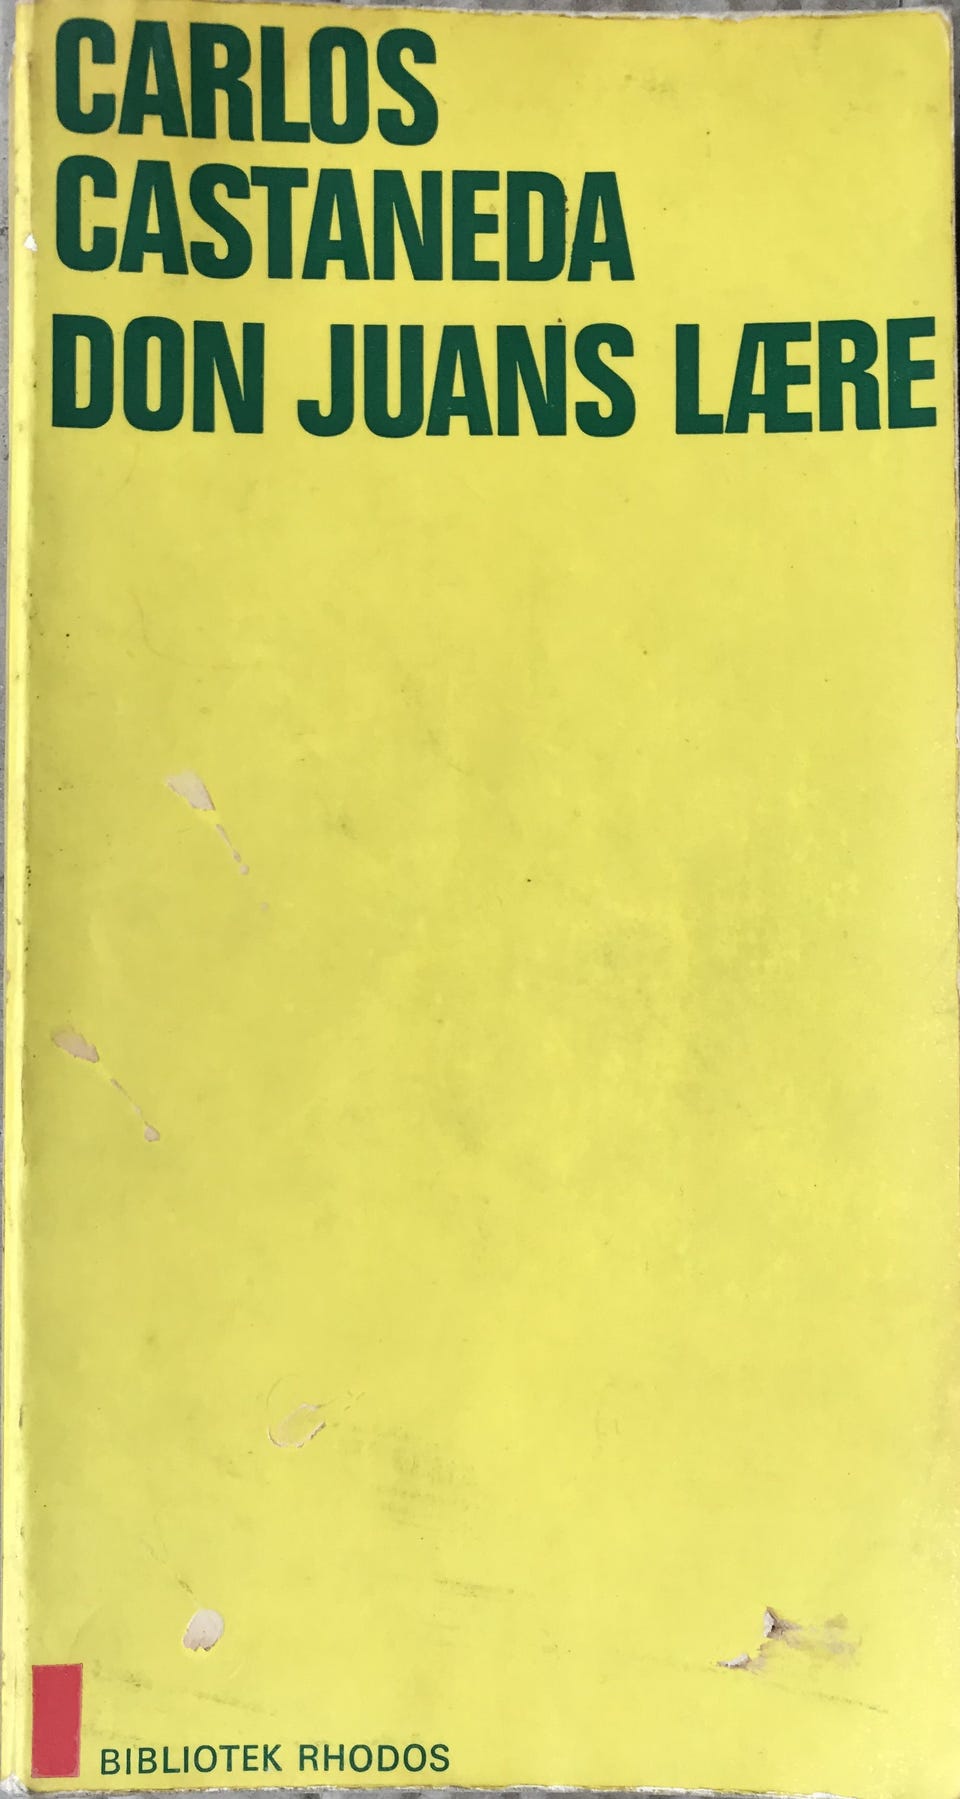 CARLOS
CASTANEDA
DON JUANS LÆRE
BIBLIOTEK RHODOS